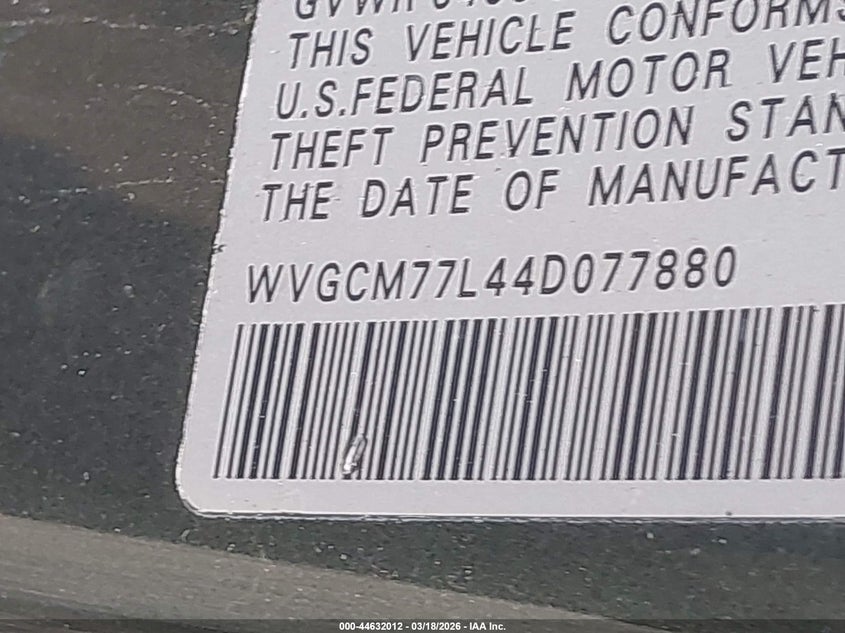 THIS VEHICLE CONFORMS
U.S.FEDERAL MOTOR VEH
THEFT PREVENTION STAN
THE DATE OF MANUFACT
WVGCM77L44D077880
000-44632012 - 03/18/2026 - IAA Inc.